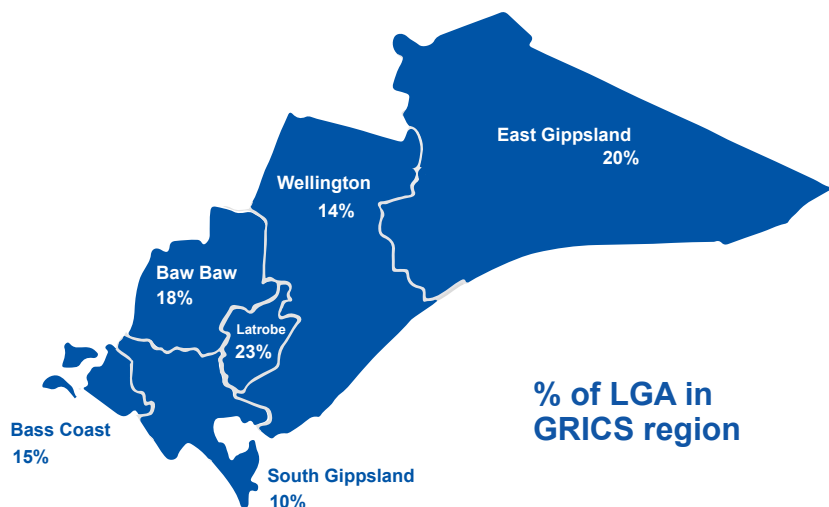 East Gippsland
20%
Wellington
14%
Baw Baw
18%
Latrobe
23%
Bass Coast
15%
South Gippsland
10%
% of LGA in
GRICS region